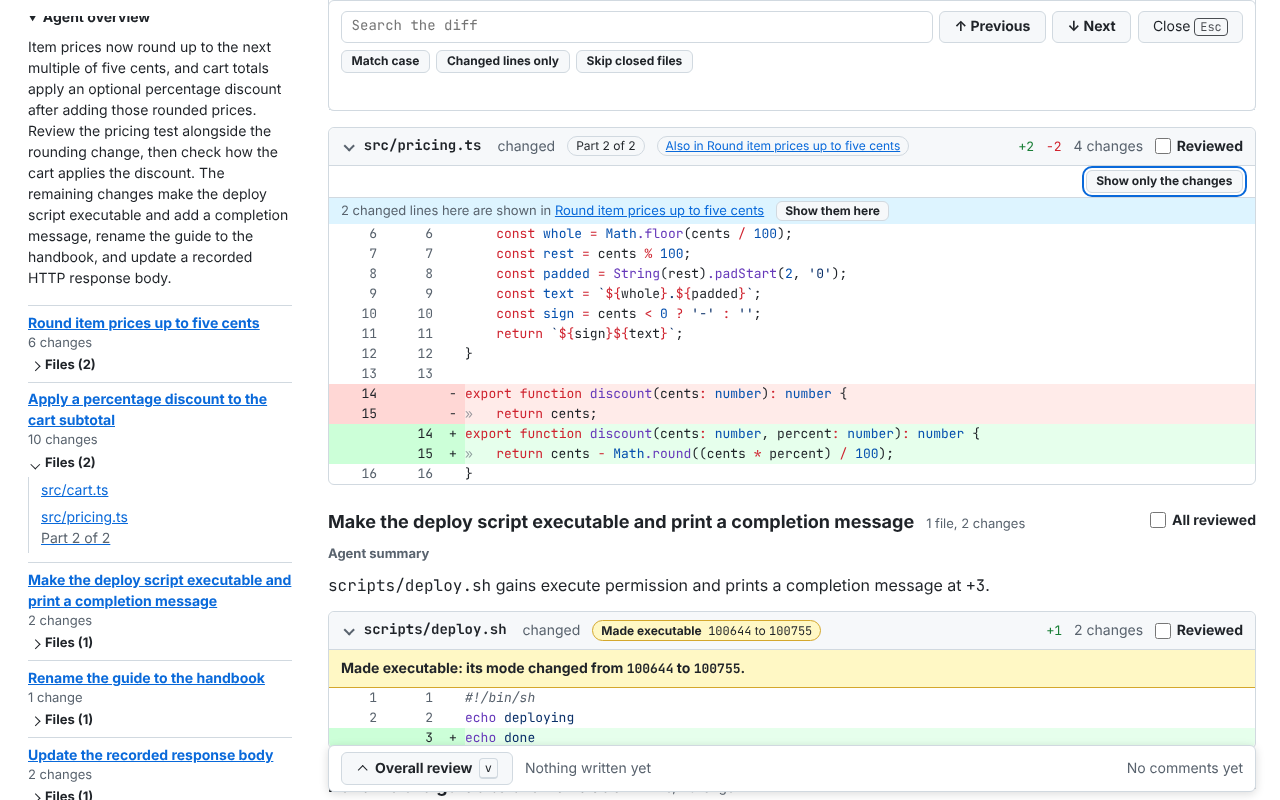 ▾ Agent overview
Item prices now round up to the next
multiple of five cents, and cart totals
apply an optional percentage discount
after adding those rounded prices.
Review the pricing test alongside the
rounding change, then check how the
cart applies the discount. The
remaining changes make the deploy
script executable and add a completion
message, rename the guide to the
handbook, and update a recorded
HTTP response body.
Round item prices up to five cents
6 changes
Files (2)
Apply a percentage discount to the
cart subtotal
10 changes
Files (2)
src/cart.ts
src/pricing.ts
Part 2 of 2
Make the deploy script executable and
print a completion message
2 changes
Files (1)
Rename the guide to the handbook
1 change
Files (1)
Update the recorded response body
2 changes
Files (1)
Search the diff
↑ Previous
↓ Next
Close Esc
Match case
Changed lines only
Skip closed files
src/pricing.ts changed Part 2 of 2 Also in Round item prices up to five cents +2 -2 4 changes Reviewed
Show only the changes
2 changed lines here are shown in Round item prices up to five cents Show them here
6 6 const whole = Math.floor(cents / 100);
7 7 const rest = cents % 100;
8 8 const padded = String(rest).padStart(2, '0');
9 9 const text = `${whole}.${padded}`;
10 10 const sign = cents < 0 ? '-' : '';
11 11 return `${sign}${text}`;
12 12 }
13 13
14 - export function discount(cents: number): number {
15 - » return cents;
14 + export function discount(cents: number, percent: number): number {
15 + » return cents - Math.round((cents * percent) / 100);
16 16 }
Make the deploy script executable and print a completion message 1 file, 2 changes All reviewed
Agent summary
scripts/deploy.sh gains execute permission and prints a completion message at +3.
scripts/deploy.sh changed Made executable 100644 to 100755 +1 2 changes Reviewed
Made executable: its mode changed from 100644 to 100755.
1 1 #!/bin/sh
2 2 echo deploying
3 + echo done
Overall review v Nothing written yet No comments yet